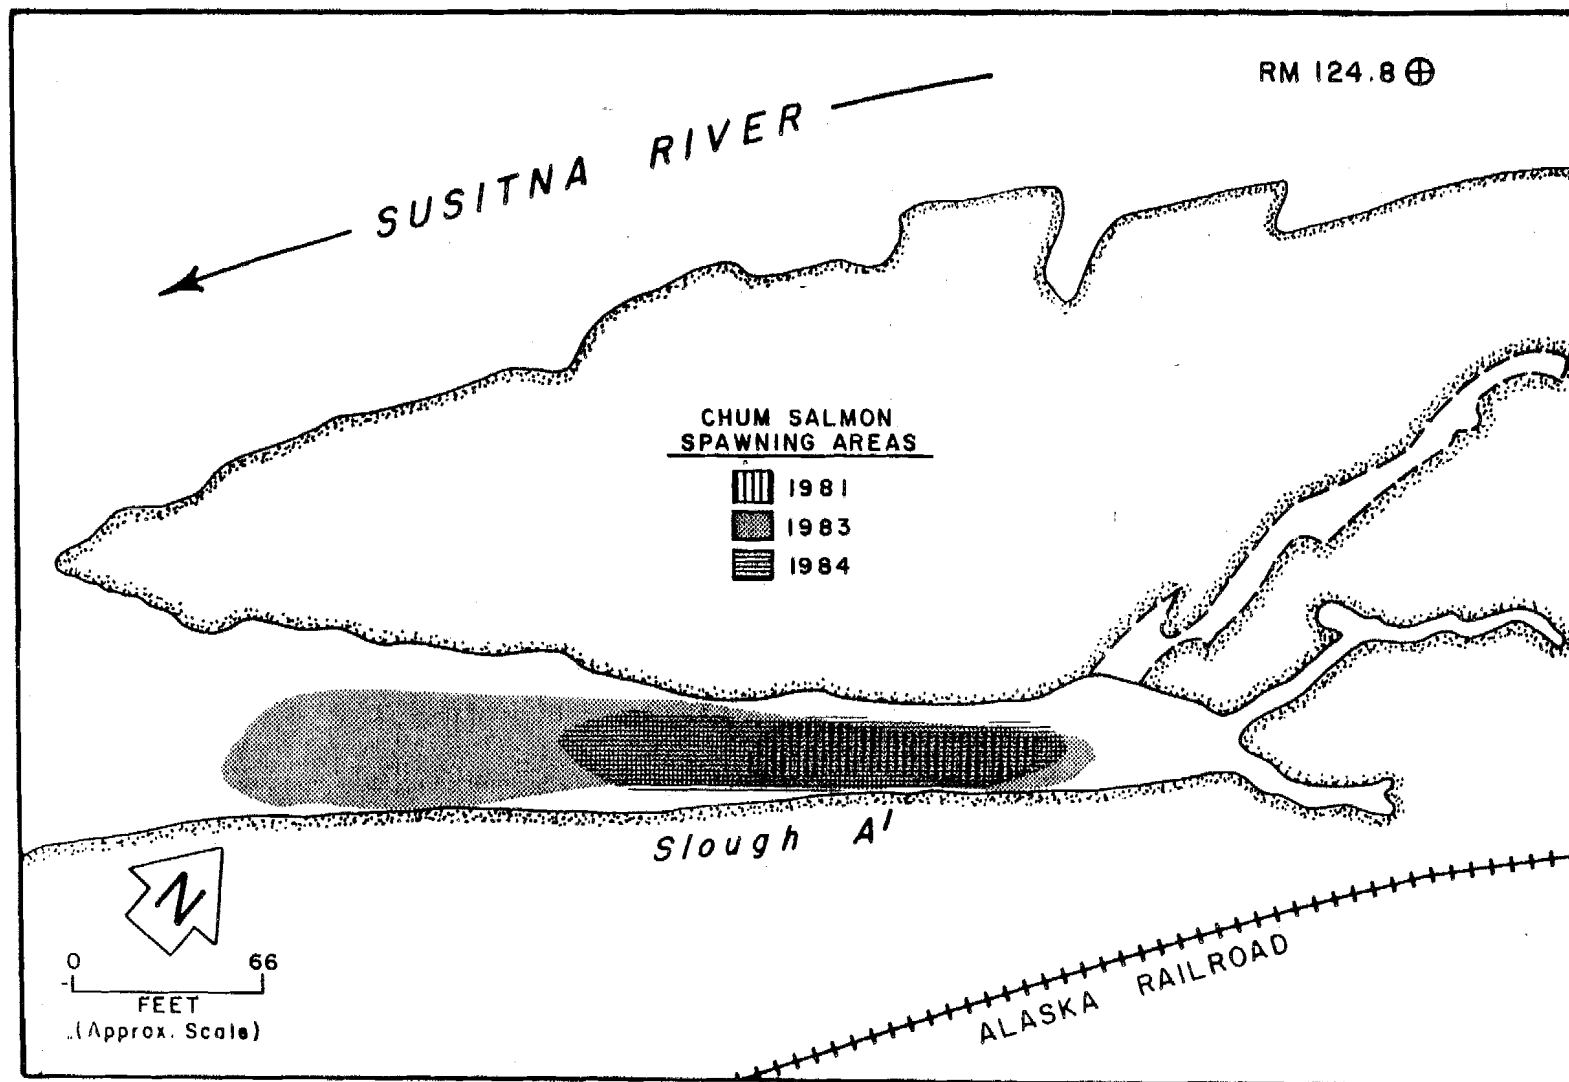 RM 124.8
SUSITNA RIVER
CHUM SALMON
SPAWNING AREAS
1981
1983
1984
Slough A'
N
0 66
FEET
(Approx. Scale)
ALASKA RAILROAD